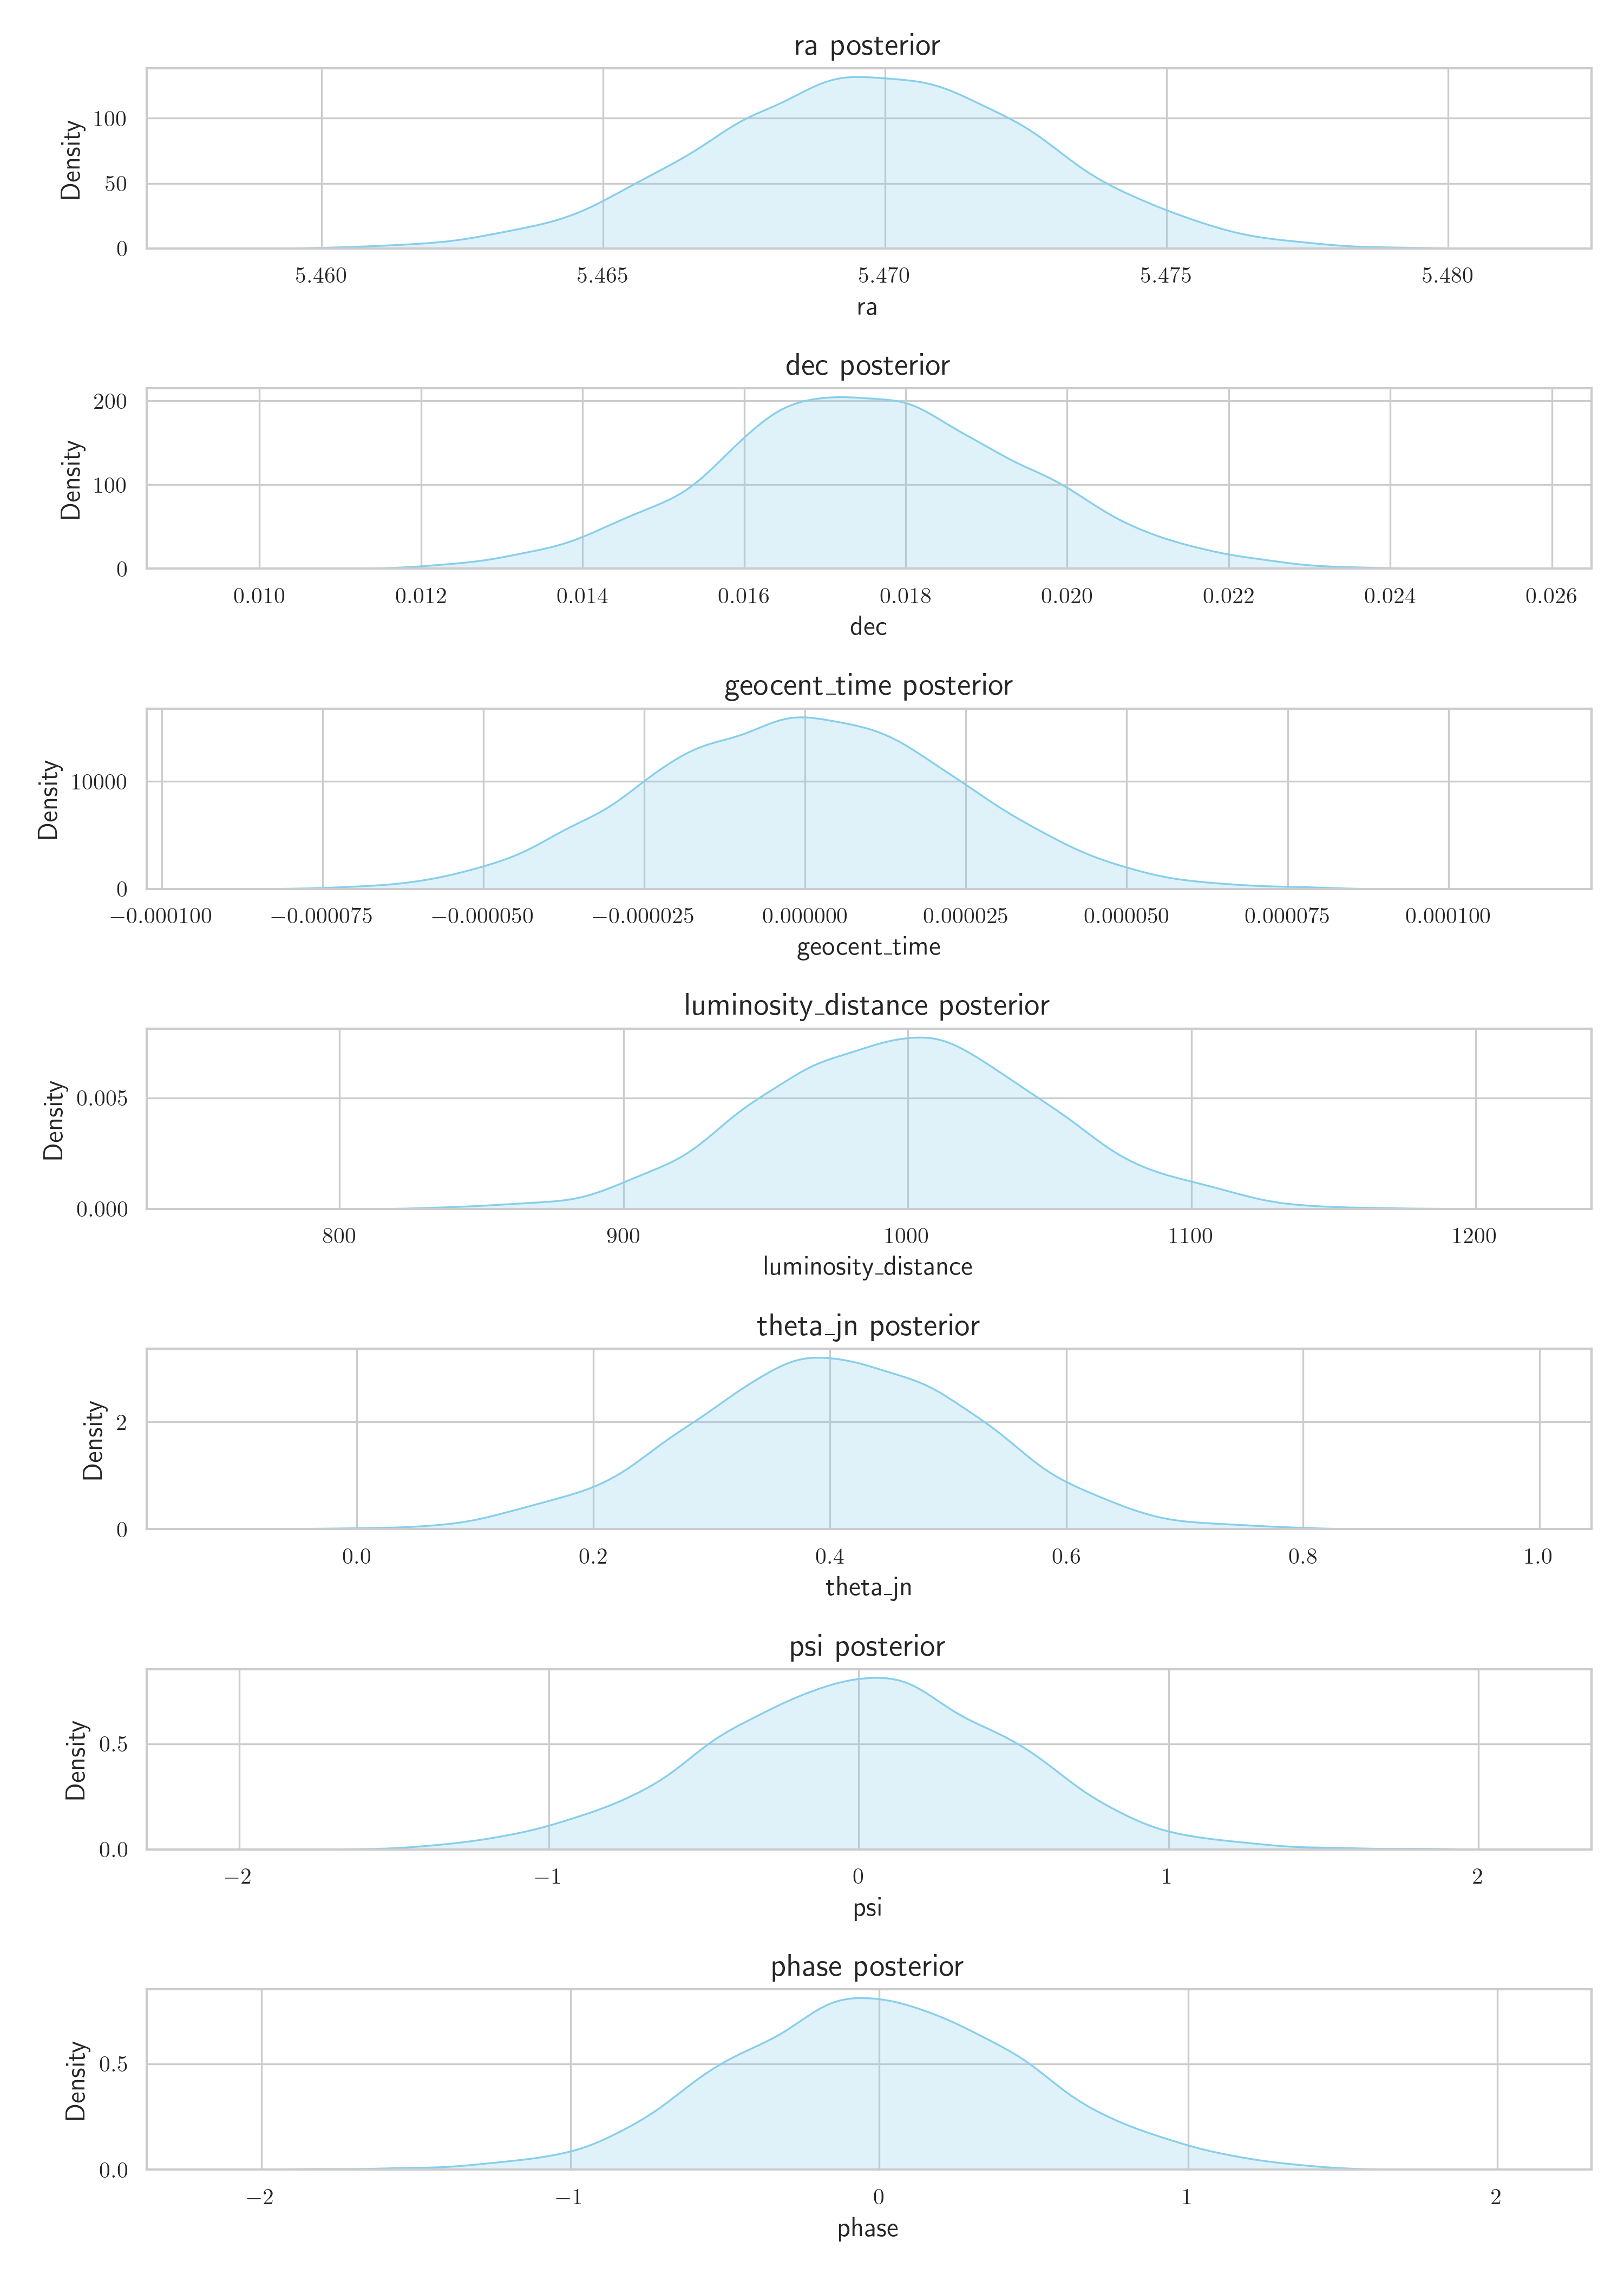 ra posterior
Density
100
50
0
5.460 5.465 5.470 5.475 5.480
ra
dec posterior
Density
200
100
0
0.010 0.012 0.014 0.016 0.018 0.020 0.022 0.024 0.026
dec
geocent_time posterior
Density
10000
0
−0.000100 −0.000075 −0.000050 −0.000025 0.000000 0.000025 0.000050 0.000075 0.000100
geocent_time
luminosity_distance posterior
Density
0.005
0.000
800 900 1000 1100 1200
luminosity_distance
theta_jn posterior
Density
2
0
0.0 0.2 0.4 0.6 0.8 1.0
theta_jn
psi posterior
Density
0.5
0.0
−2 −1 0 1 2
psi
phase posterior
Density
0.5
0.0
−2 −1 0 1 2
phase